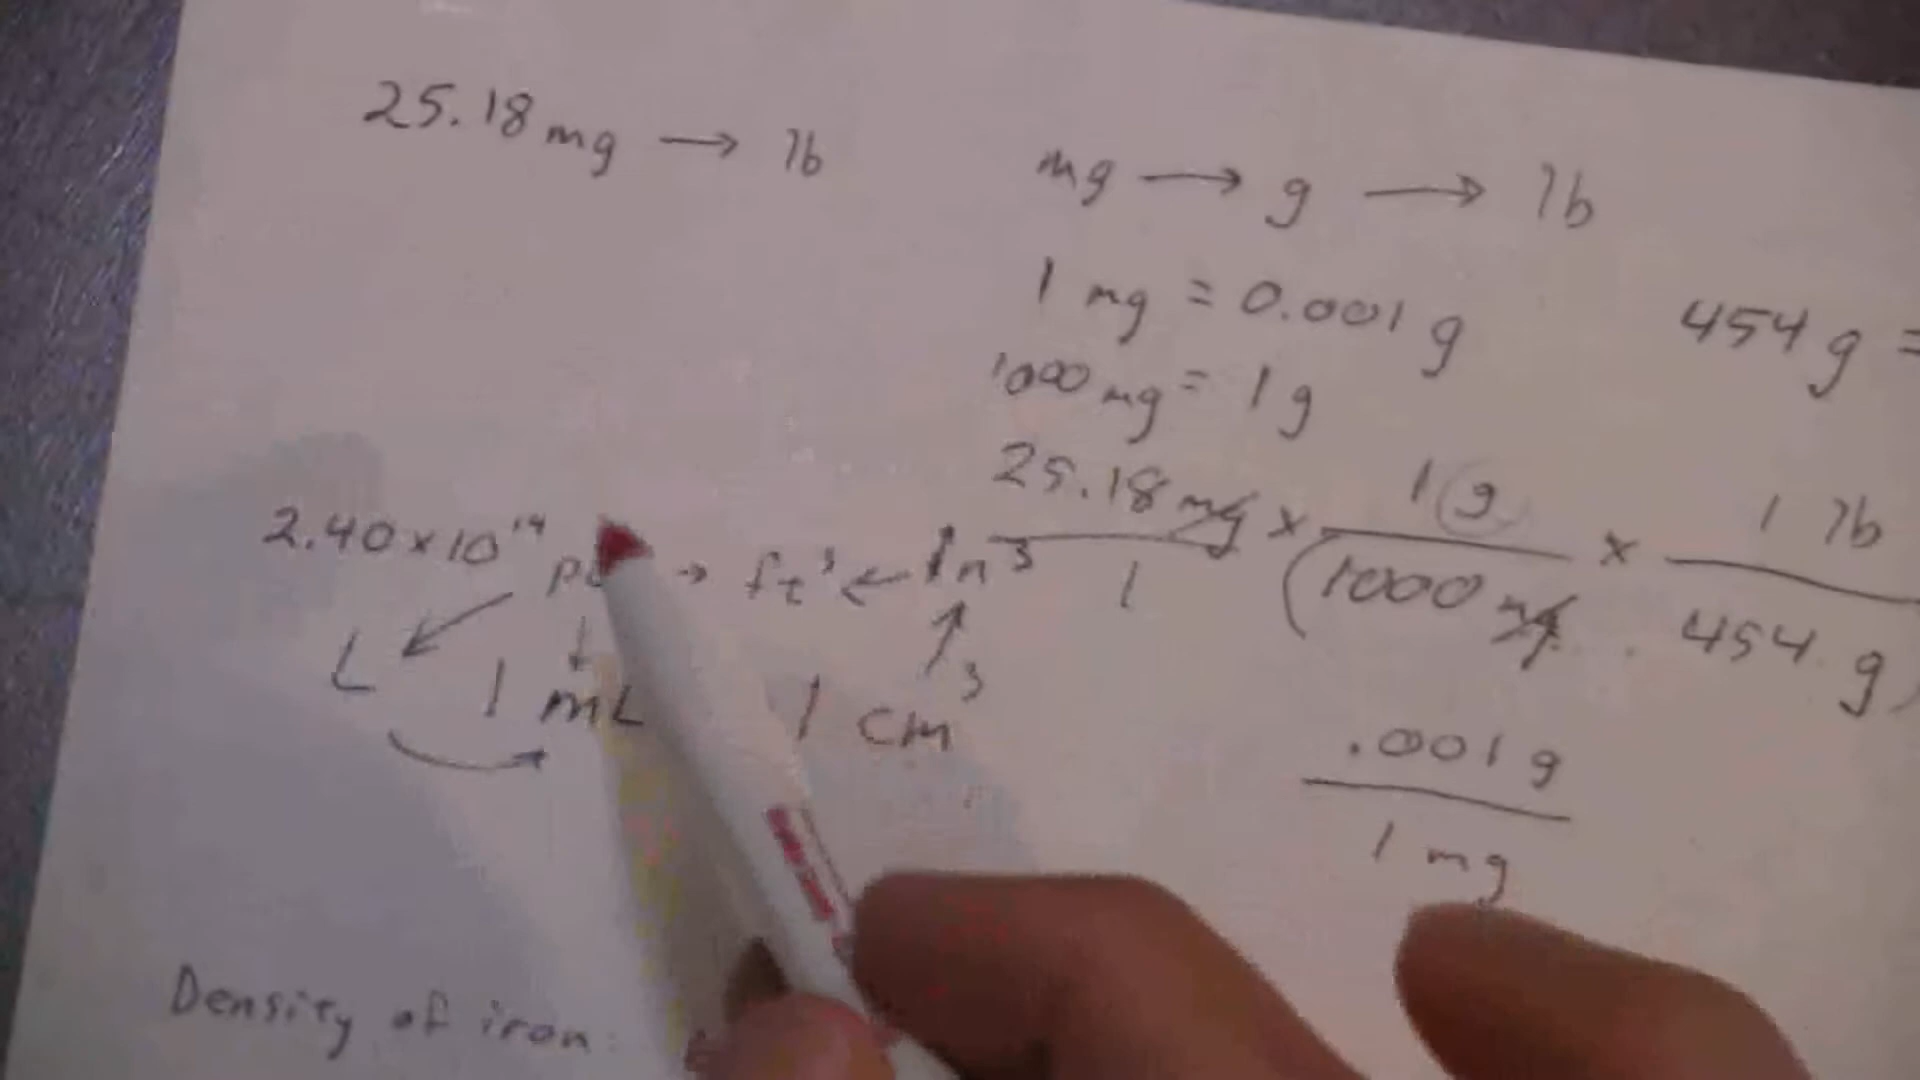 25.18 mg → lb
mg → g → lb
1 mg = 0.001 g
454 g =
1000 mg = 1 g
25.18 mg x 1 g x 1 lb
1 (1000 mg 454 g)
2.40 x 10¹⁴ → ft³ ← in³
L 1 mL 1 cm³
.001 g
1 mg
Density of iron: